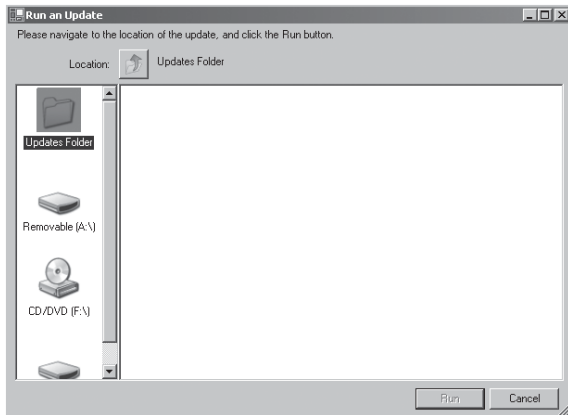 Run an Update
Please navigate to the location of the update, and click the Run button.
Location: Updates Folder
Updates Folder
Removable (A:\)
CD/DVD (F:\)
Run Cancel